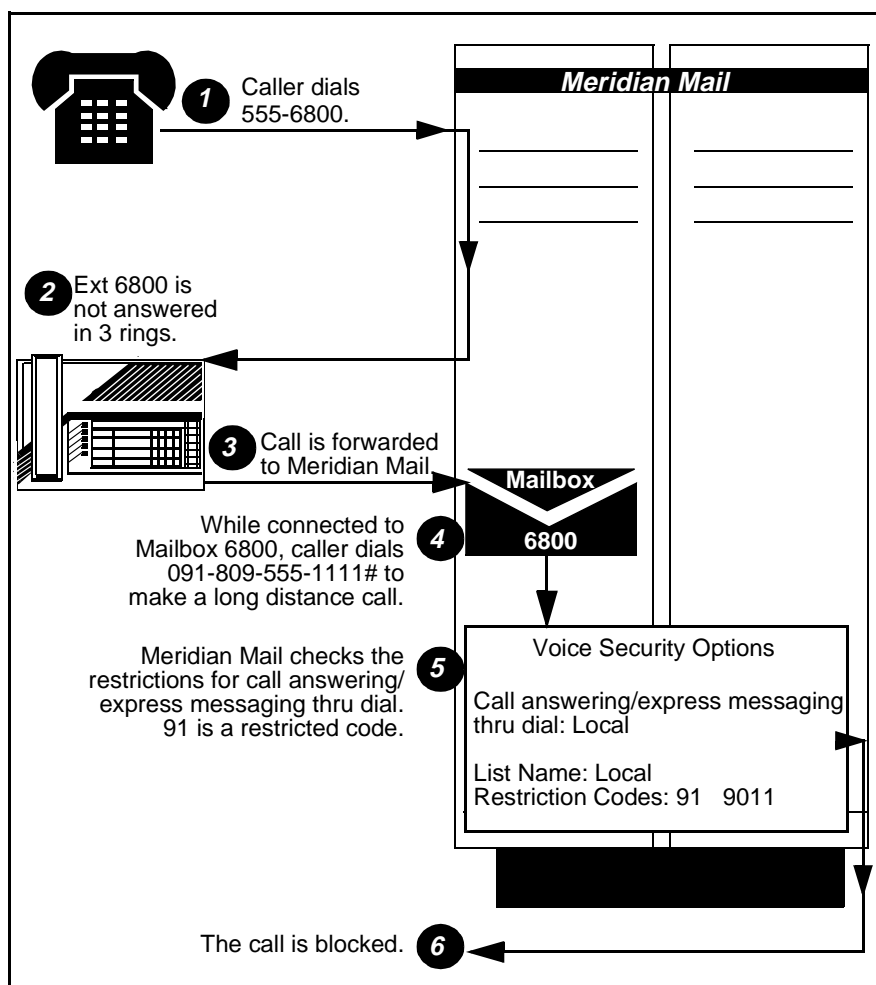 Meridian Mail
1
Caller dials
555-6800.
2
Ext 6800 is
not answered
in 3 rings.
3
Call is forwarded
to Meridian Mail.
Mailbox
6800
4
While connected to
Mailbox 6800, caller dials
091-809-555-1111# to
make a long distance call.
5
Meridian Mail checks the
restrictions for call answering/
express messaging thru dial.
91 is a restricted code.
Voice Security Options
Call answering/express messaging
thru dial: Local
List Name: Local
Restriction Codes: 91 9011
The call is blocked.
6